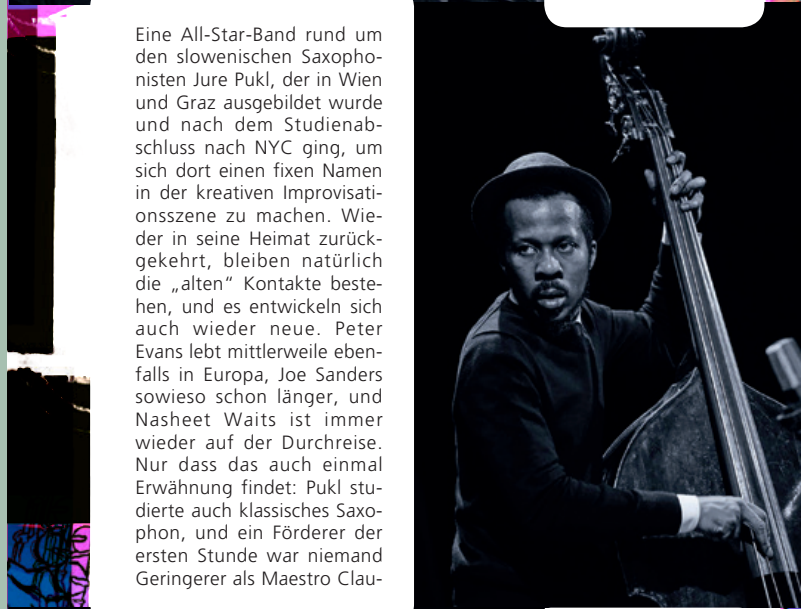 Eine All-Star-Band rund um
den slowenischen Saxopho-
nisten Jure Pukl, der in Wien
und Graz ausgebildet wurde
und nach dem Studienab-
schluss nach NYC ging, um
sich dort einen fixen Namen
in der kreativen Improvisati-
onsszene zu machen. Wie-
der in seine Heimat zurück-
gekehrt, bleiben natürlich
die „alten“ Kontakte beste-
hen, und es entwickeln sich
auch wieder neue. Peter
Evans lebt mittlerweile eben-
falls in Europa, Joe Sanders
sowieso schon länger, und
Nasheet Waits ist immer
wieder auf der Durchreise.
Nur dass das auch einmal
Erwähnung findet: Pukl stu-
dierte auch klassisches Saxo-
phon, und ein Förderer der
ersten Stunde war niemand
Geringerer als Maestro Clau-